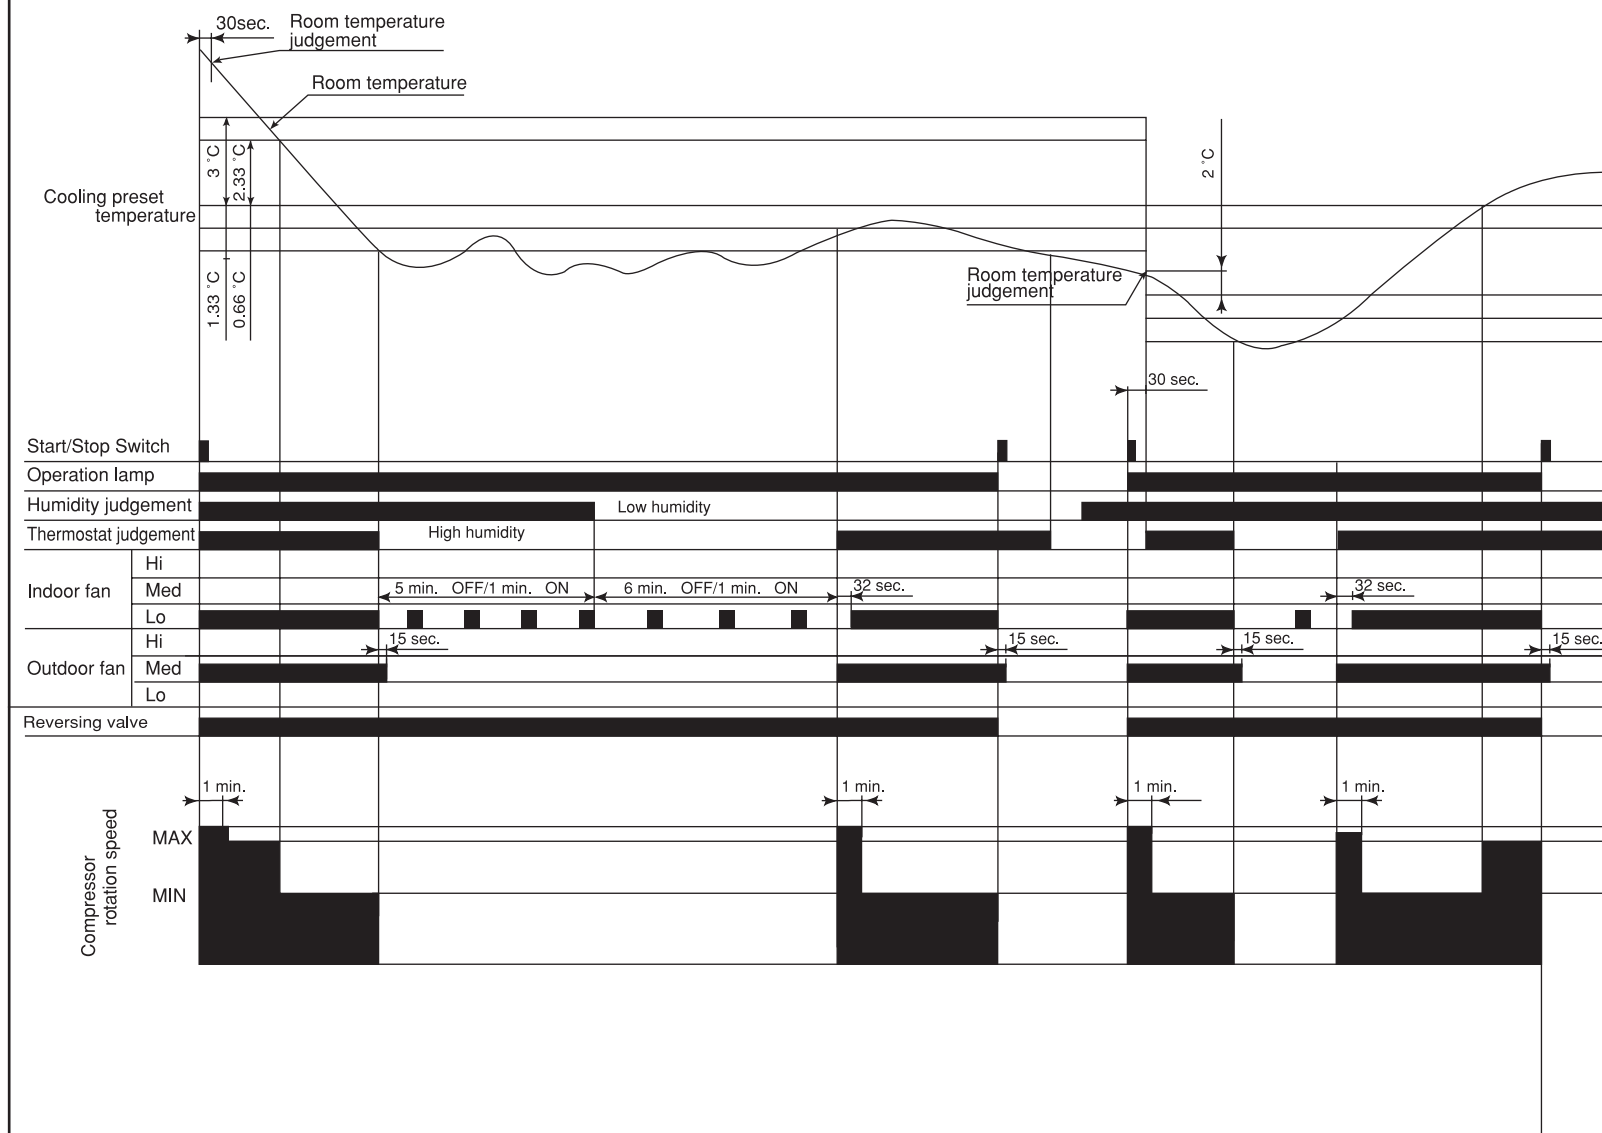 30sec.
Room temperature
judgement
Room temperature
3 °C
2.33 °C
2 °C
Cooling preset
temperature
1.33 °C
0.66 °C
Room temperature
judgement
30 sec.
Start/Stop Switch
Operation lamp
Humidity judgement
Low humidity
Thermostat judgement
High humidity
Indoor fan
Hi
Med
5 min. OFF/1 min. ON
6 min. OFF/1 min. ON
32 sec.
32 sec.
Lo
Outdoor fan
Hi
15 sec.
15 sec.
15 sec.
15 sec.
Med
Lo
Reversing valve
1 min.
1 min.
1 min.
1 min.
Compressor
rotation speed
MAX
MIN